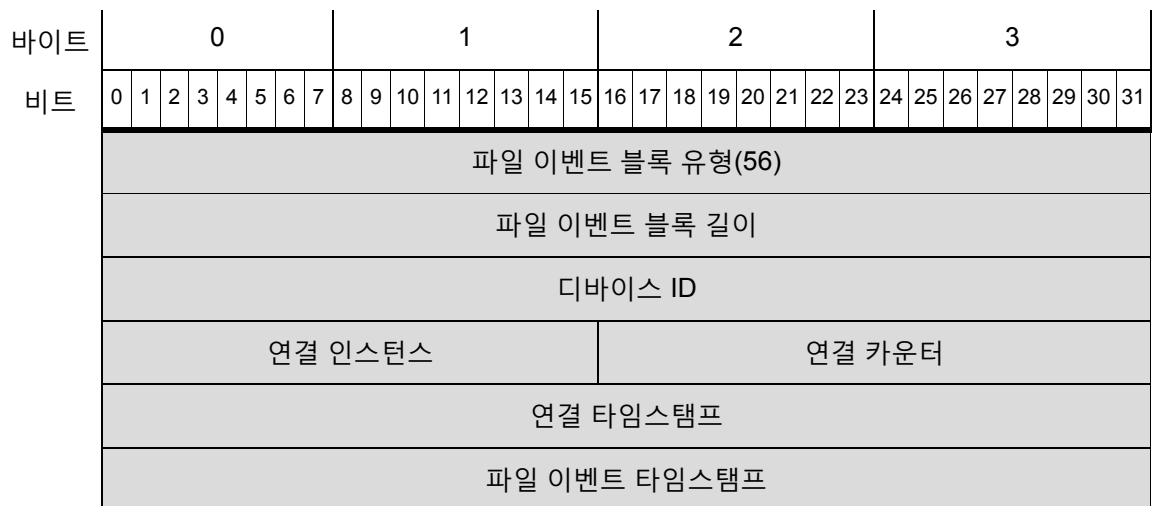 바이트 0 1 2 3
비트 0 1 2 3 4 5 6 7 8 9 10 11 12 13 14 15 16 17 18 19 20 21 22 23 24 25 26 27 28 29 30 31
파일 이벤트 블록 유형(56)
파일 이벤트 블록 길이
디바이스 ID
연결 인스턴스 연결 카운터
연결 타임스탬프
파일 이벤트 타임스탬프